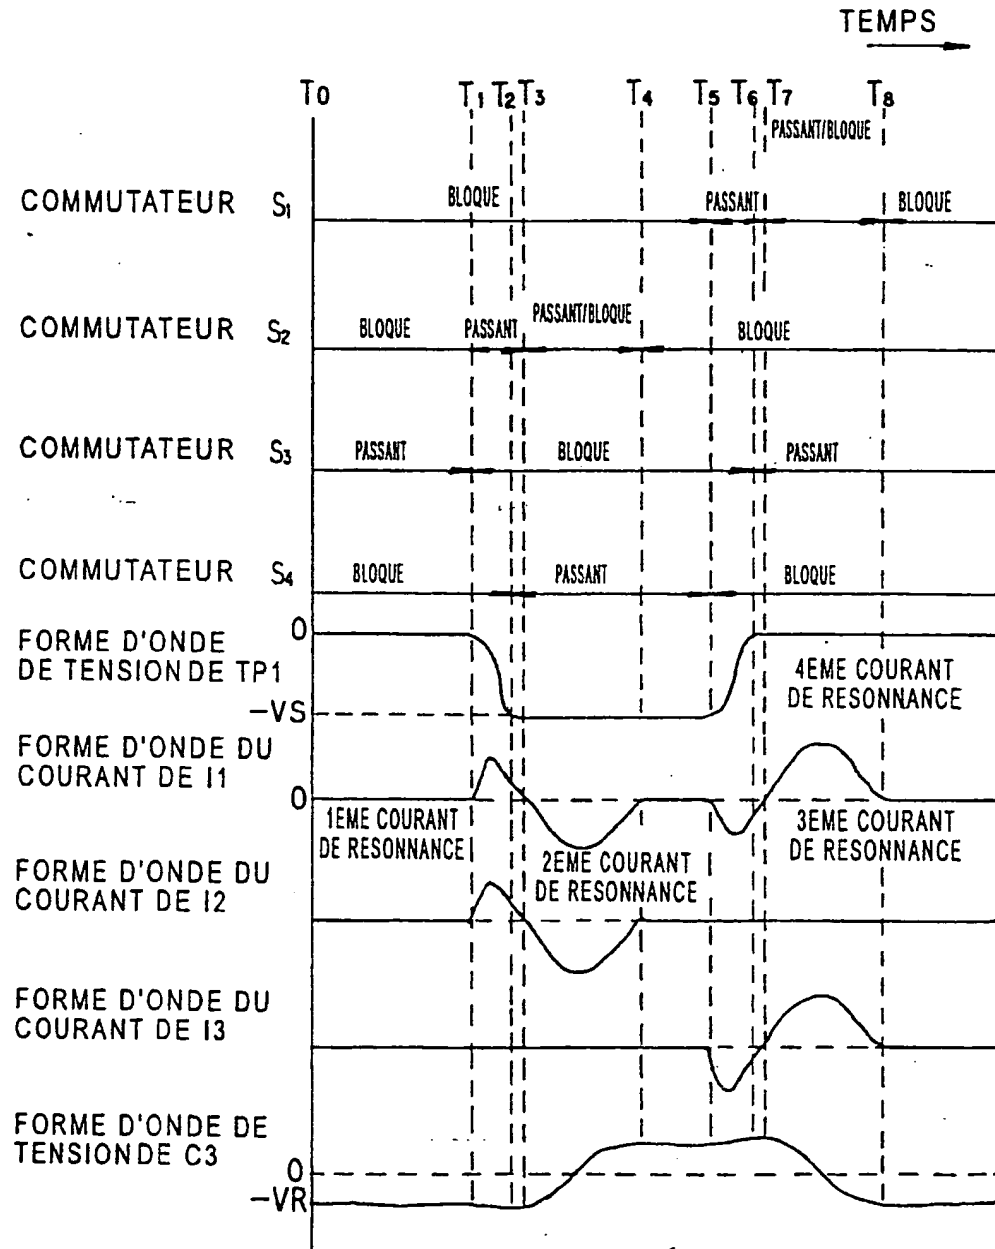 TEMPS
T0 T1 T2 T3 T4 T5 T6 T7 T8
PASSANT/BLOQUE
COMMUTATEUR S1
BLOQUE PASSANT BLOQUE
COMMUTATEUR S2
BLOQUE PASSANT PASSANT/BLOQUE BLOQUE
COMMUTATEUR S3
PASSANT BLOQUE PASSANT
COMMUTATEUR S4
BLOQUE PASSANT BLOQUE
FORME D'ONDE
DE TENSION DE TP1
0
-VS
4EME COURANT
DE RESONNANCE
FORME D'ONDE DU
COURANT DE I1
0
1EME COURANT
DE RESONNANCE
2EME COURANT
DE RESONNANCE
3EME COURANT
DE RESONNANCE
FORME D'ONDE DU
COURANT DE I2
FORME D'ONDE DU
COURANT DE I3
FORME D'ONDE DE
TENSION DE C3
0
-VR